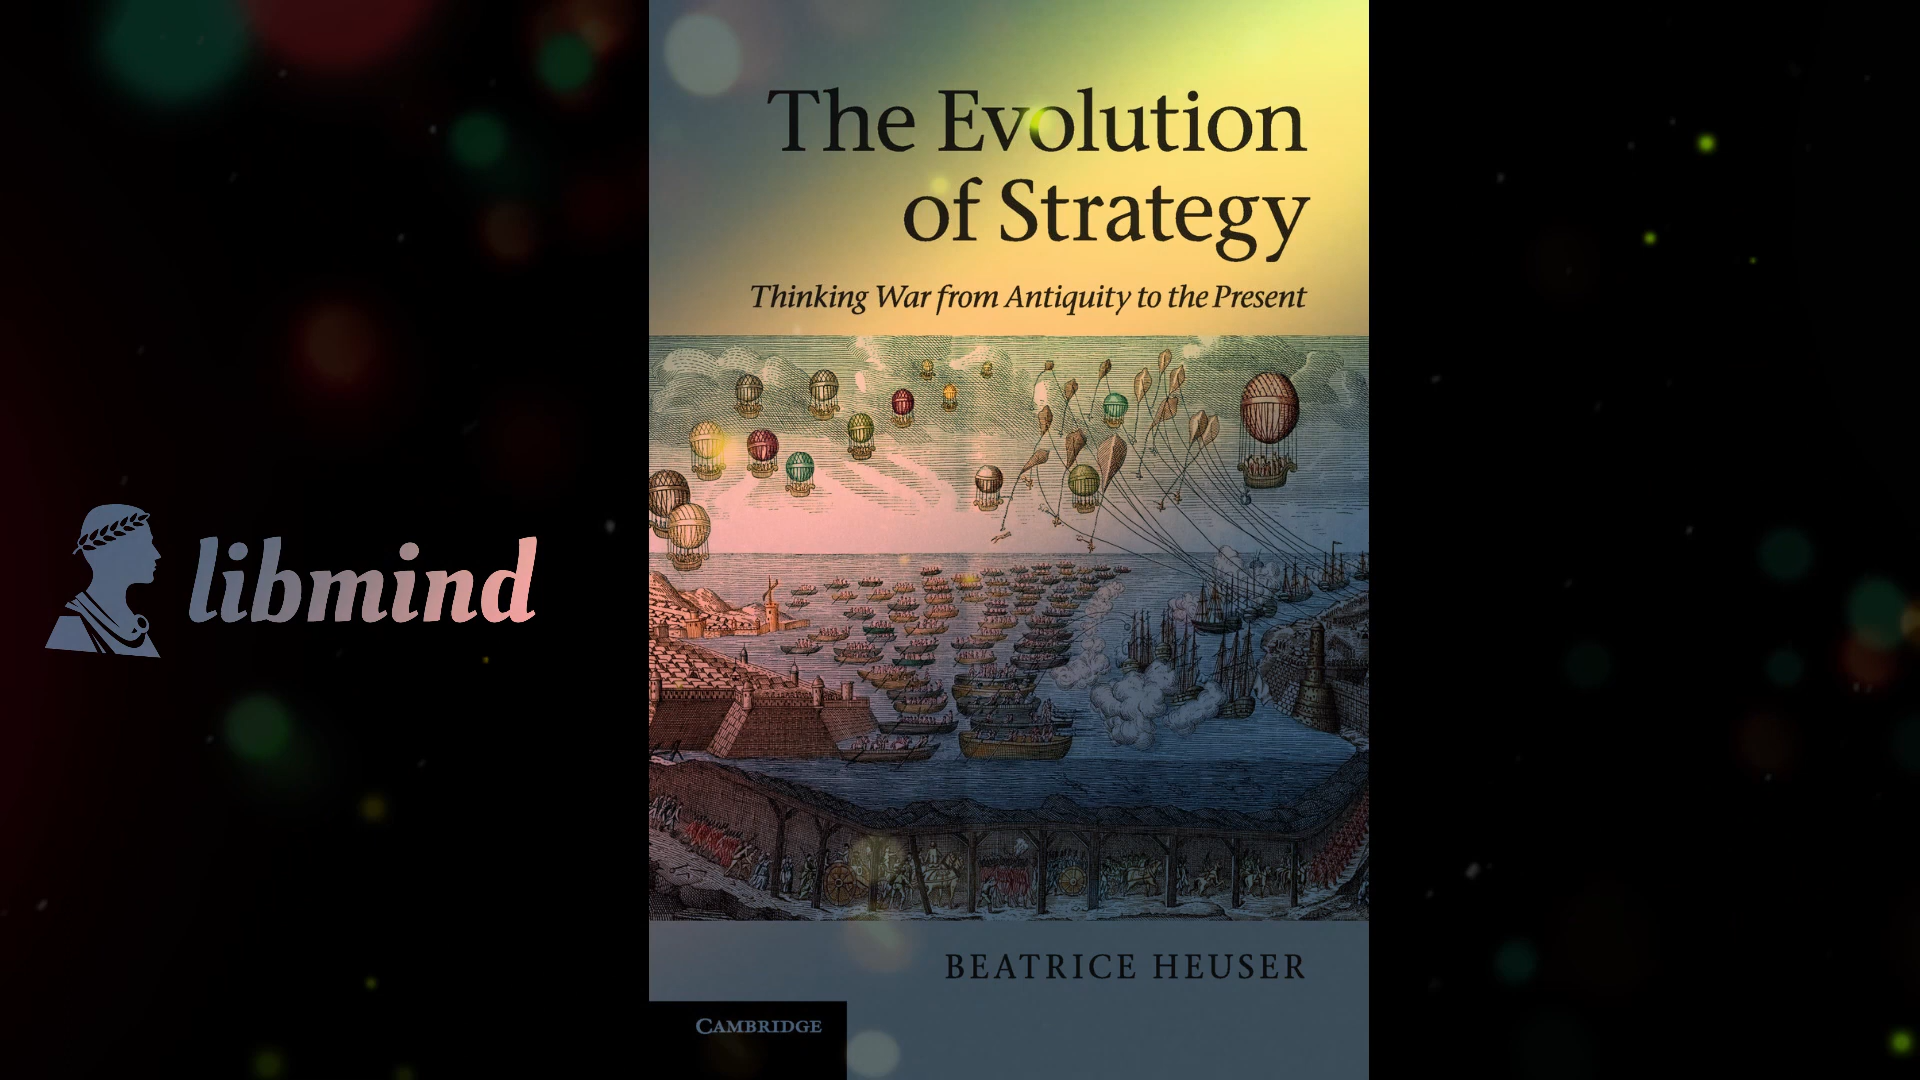 libmind
The Evolution
of Strategy
Thinking War from Antiquity to the Present
BEATRICE HEUSER
CAMBRIDGE